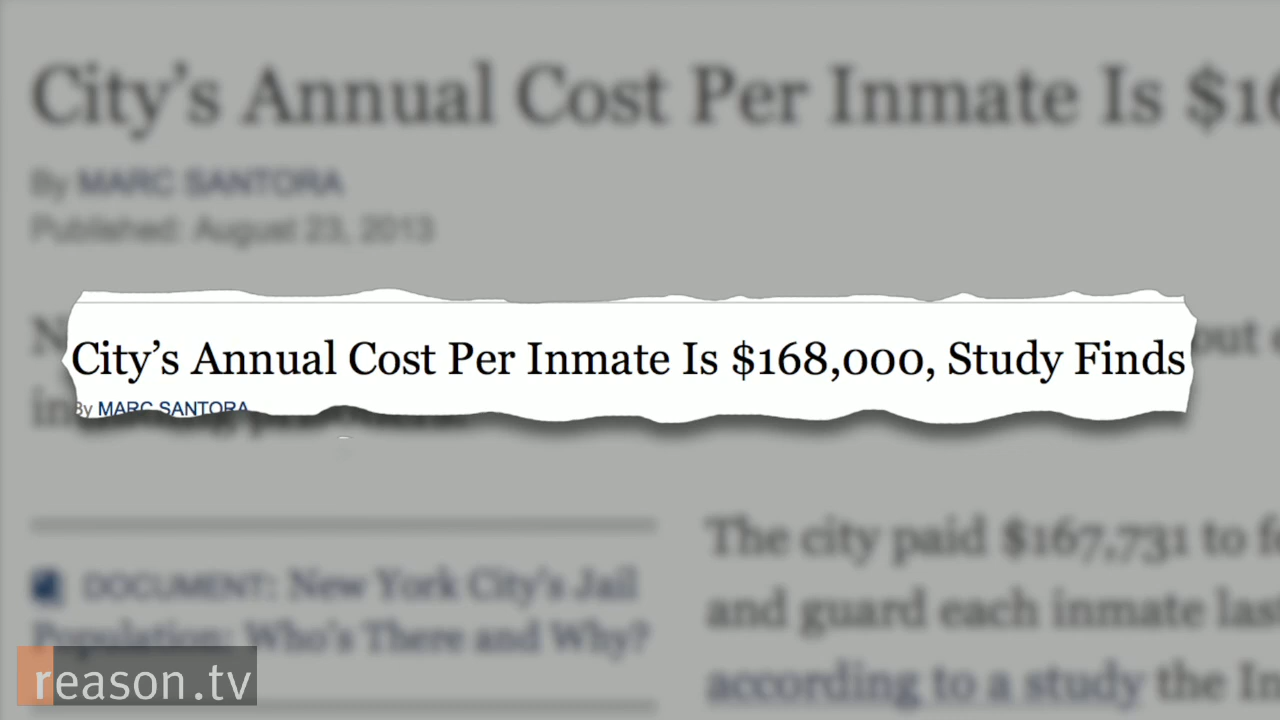 City's Annual Cost Per Inmate Is $16
By MARC SANTORA
Published: August 23, 2013
City's Annual Cost Per Inmate Is $168,000, Study Finds
By MARC SANTORA
out
in
DOCUMENT: New York City's Jail
Population: Who's There and Why?
The city paid $167,731 to f
and guard each inmate las
according to a study the In
reason.tv